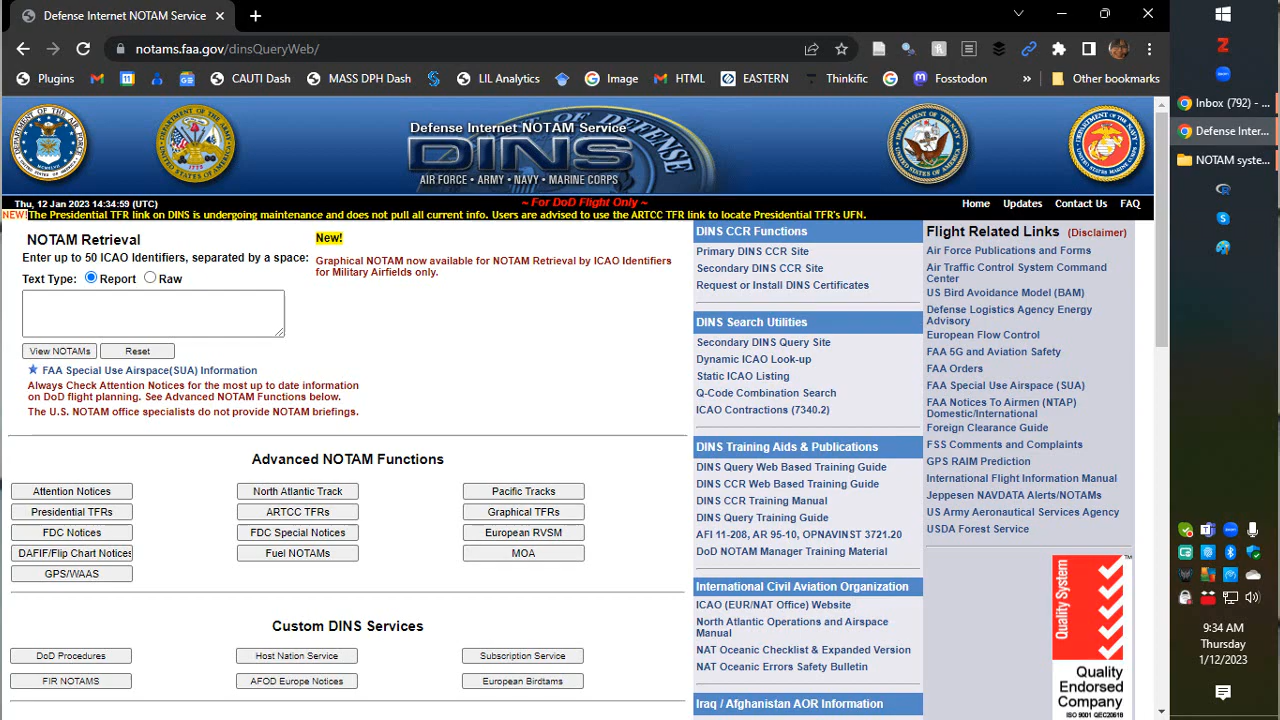 Defense Internet NOTAM Service
notams.faa.gov/dinsQueryWeb/
Plugins
CAUTI Dash
MASS DPH Dash
LIL Analytics
Image
HTML
EASTERN
Thinkific
Fosstodon
»
Other bookmarks
Defense Internet NOTAM Service
DINS
AIR FORCE • ARMY • NAVY • MARINE CORPS
Thu, 12 Jan 2023 14:34:59 (UTC)
~ For DoD Flight Only ~
Home
Updates
Contact Us
FAQ
NEW!The Presidential TFR link on DINS is undergoing maintenance and does not pull all current info. Users are advised to use the ARTCC TFR link to locate Presidential TFR's UFN.
NOTAM Retrieval
Enter up to 50 ICAO Identifiers, separated by a space:
Text Type: Report Raw
View NOTAMs
Reset
FAA Special Use Airspace(SUA) Information
Always Check Attention Notices for the most up to date information
on DoD flight planning. See Advanced NOTAM Functions below.
The U.S. NOTAM office specialists do not provide NOTAM briefings.
New!
Graphical NOTAM now available for NOTAM Retrieval by ICAO Identifiers
for Military Airfields only.
Advanced NOTAM Functions
Attention Notices
North Atlantic Track
Pacific Tracks
Presidential TFRs
ARTCC TFRs
Graphical TFRs
FDC Notices
FDC Special Notices
European RVSM
DAFIF/Flip Chart Notices
Fuel NOTAMs
MOA
GPS/WAAS
Custom DINS Services
DoD Procedures
Host Nation Service
Subscription Service
FIR NOTAMS
AFOD Europe Notices
European Birdtams
DINS CCR Functions
Primary DINS CCR Site
Secondary DINS CCR Site
Request or Install DINS Certificates
DINS Search Utilities
Secondary DINS Query Site
Dynamic ICAO Look-up
Static ICAO Listing
Q-Code Combination Search
ICAO Contractions (7340.2)
DINS Training Aids & Publications
DINS Query Web Based Training Guide
DINS CCR Web Based Training Guide
DINS CCR Training Manual
DINS Query Training Guide
AFI 11-208, AR 95-10, OPNAVINST 3721.20
DoD NOTAM Manager Training Material
International Civil Aviation Organization
ICAO (EUR/NAT Office) Website
North Atlantic Operations and Airspace
Manual
NAT Oceanic Checklist & Expanded Version
NAT Oceanic Errors Safety Bulletin
Iraq / Afghanistan AOR Information
Flight Related Links (Disclaimer)
Air Force Publications and Forms
Air Traffic Control System Command
Center
US Bird Avoidance Model (BAM)
Defense Logistics Agency Energy
Advisory
European Flow Control
FAA 5G and Aviation Safety
FAA Orders
FAA Special Use Airspace (SUA)
FAA Notices To Airmen (NTAP)
Domestic/International
Foreign Clearance Guide
FSS Comments and Complaints
GPS RAIM Prediction
International Flight Information Manual
Jeppesen NAVDATA Alerts/NOTAMs
US Army Aeronautical Services Agency
USDA Forest Service
Quality System
Quality
Endorsed
Company
Inbox (792) - ...
Defense Inter...
NOTAM syste...
9:34 AM
Thursday
1/12/2023